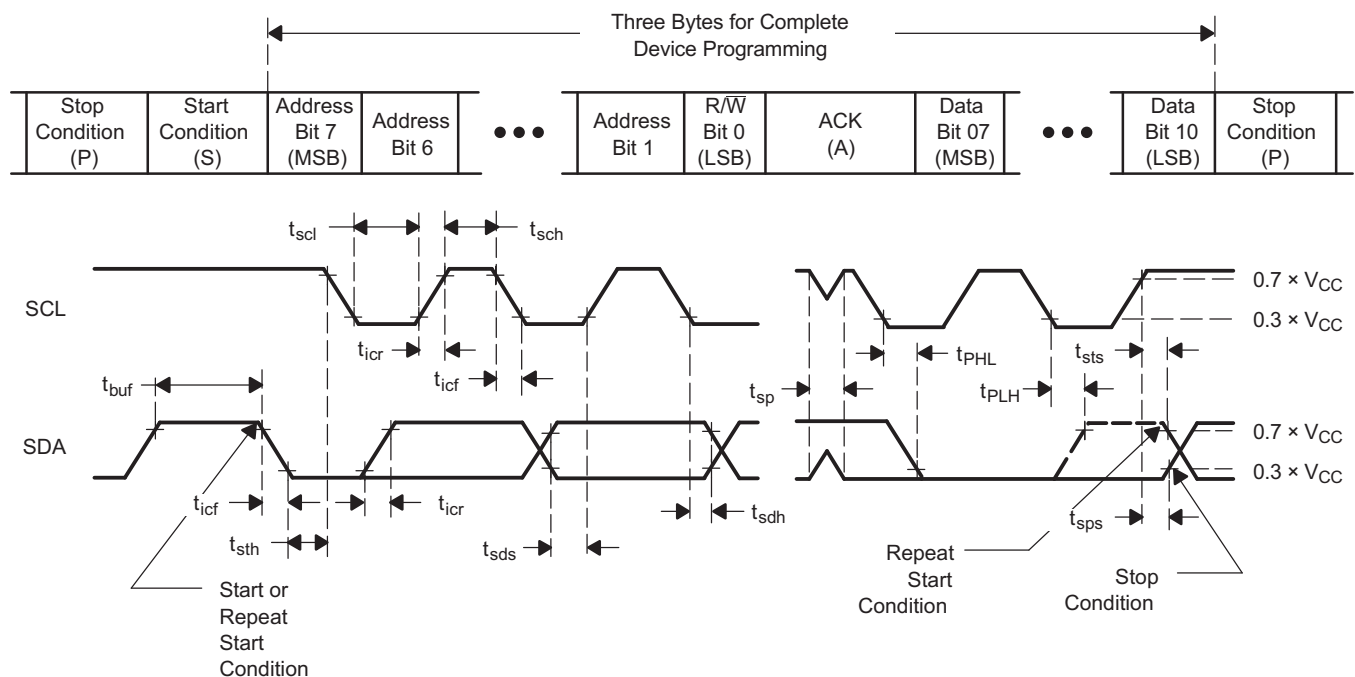 Three Bytes for Complete
Device Programming
Stop
Condition
(P)
Start
Condition
(S)
Address
Bit 7
(MSB)
Address
Bit 6
•••
Address
Bit 1
R/W̅
Bit 0
(LSB)
ACK
(A)
Data
Bit 07
(MSB)
•••
Data
Bit 10
(LSB)
Stop
Condition
(P)
tscl
tsch
SCL
0.7 × VCC
0.3 × VCC
ticr
tPHL
tsts
tbuf
ticf
tsp
tPLH
SDA
0.7 × VCC
0.3 × VCC
ticf
ticr
tsdh
tsps
tsth
tsds
Start or
Repeat
Start
Condition
Repeat
Start
Condition
Stop
Condition